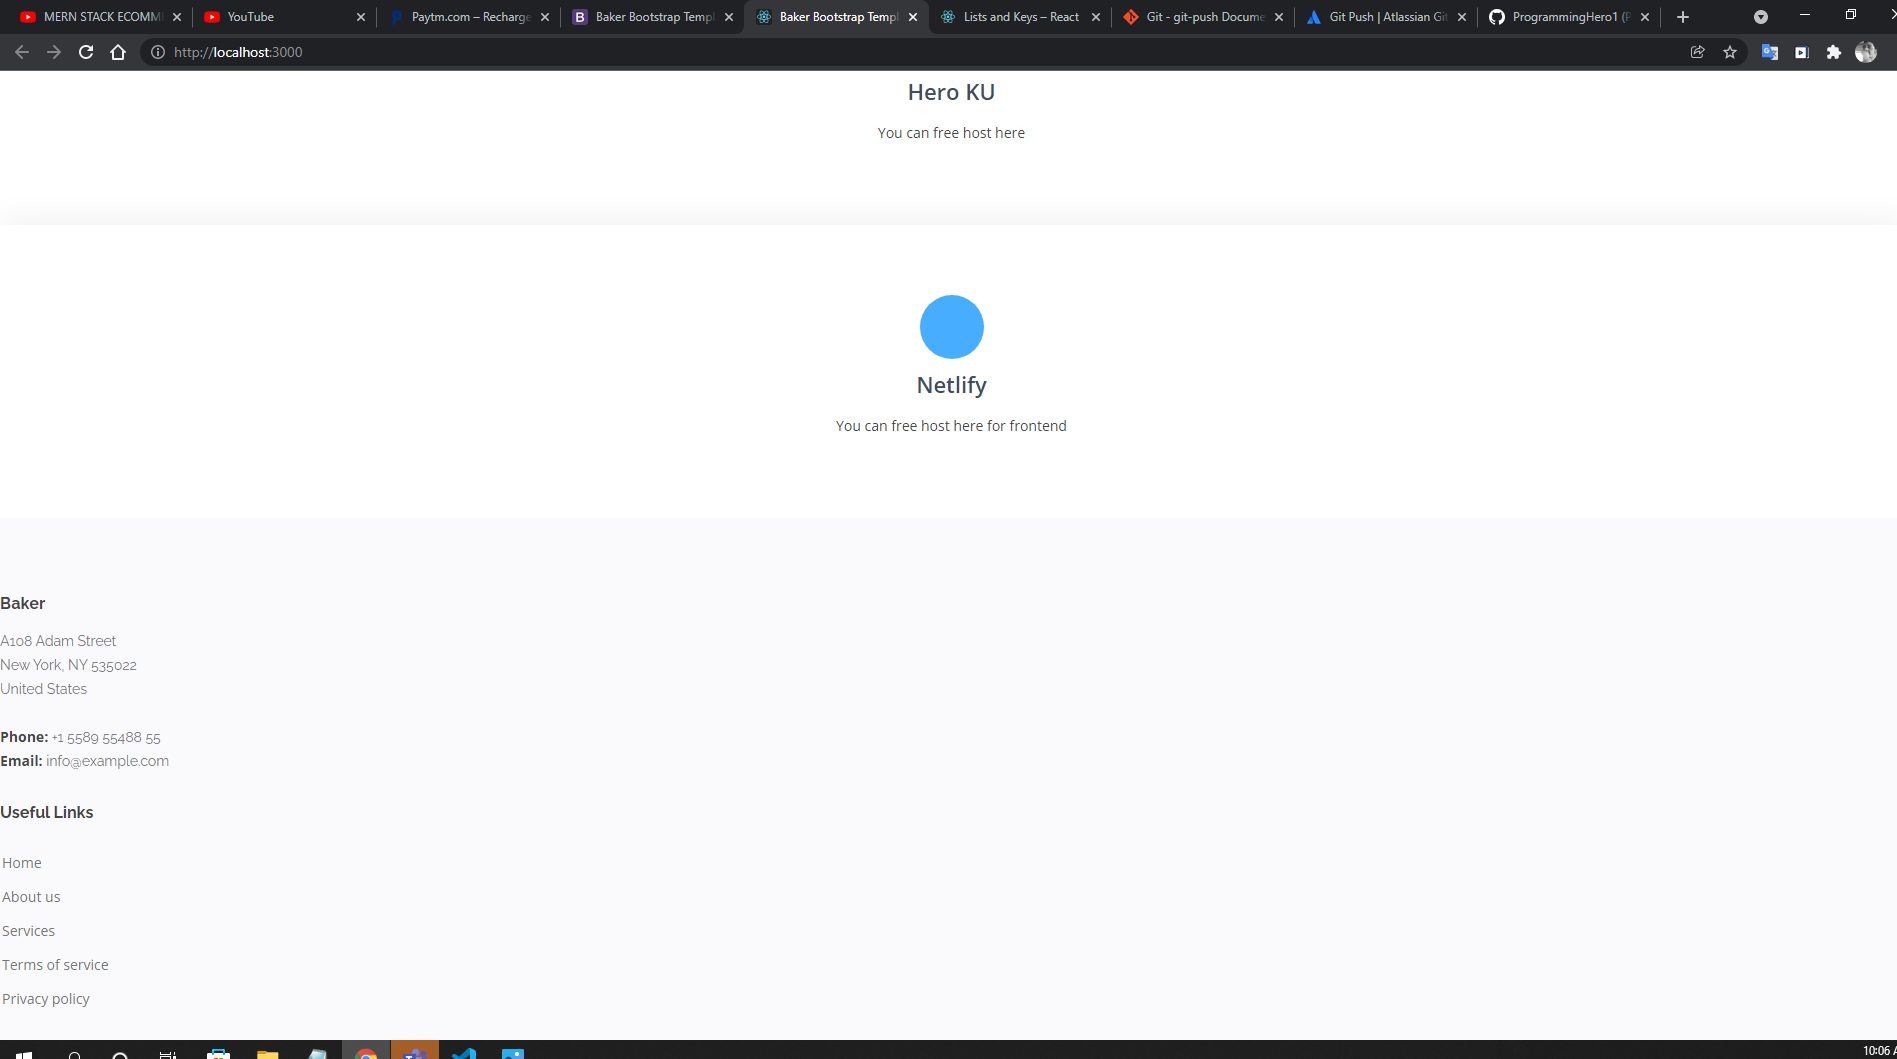 MERN STACK ECOMM
YouTube
Paytm.com – Recharge
Baker Bootstrap Templ
Baker Bootstrap Templ
Lists and Keys – React
Git - git-push Docume
Git Push | Atlassian Git
ProgrammingHero1 (P
http://localhost:3000
Hero KU
You can free host here
Netlify
You can free host here for frontend
Baker
A108 Adam Street
New York, NY 535022
United States
Phone: +1 5589 55488 55
Email: info@example.com
Useful Links
Home
About us
Services
Terms of service
Privacy policy
10:06